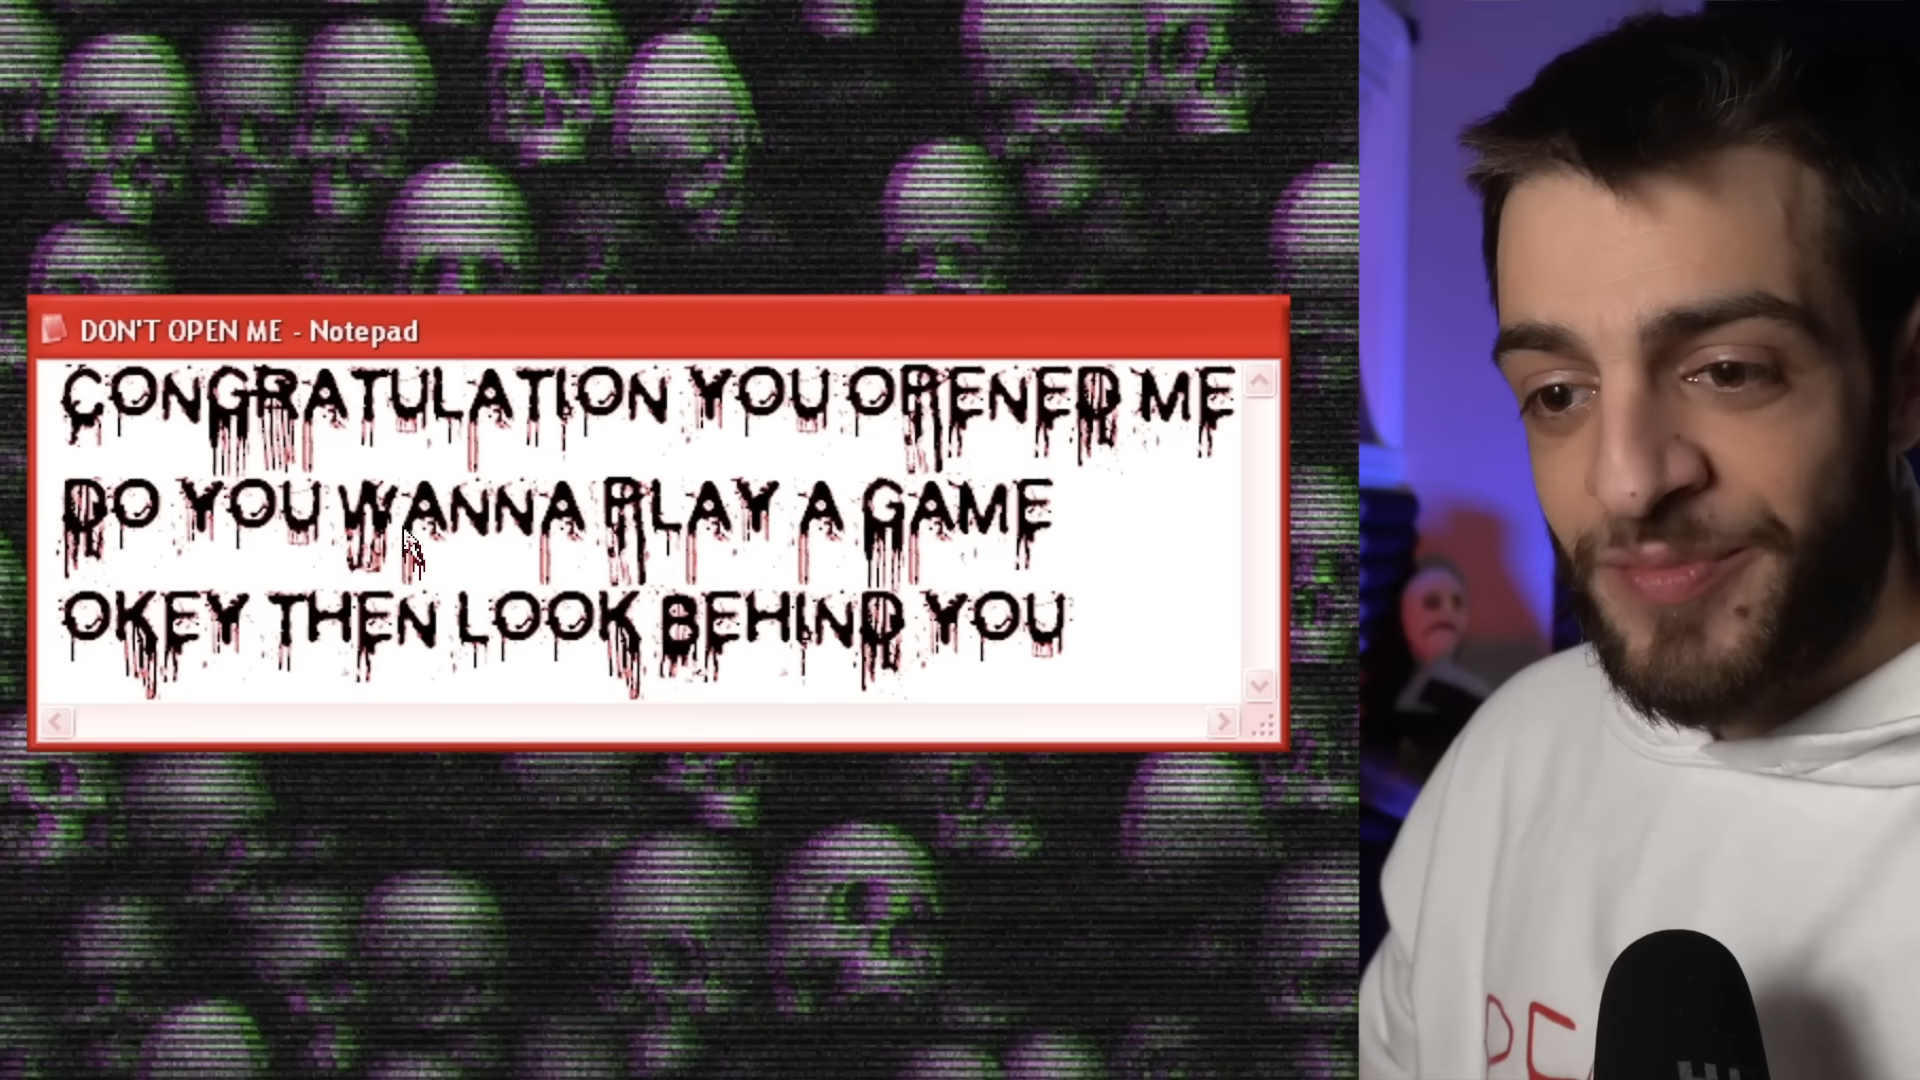 DON'T OPEN ME - Notepad
CONGRATULATION YOU OPENED ME
DO YOU WANNA PLAY A GAME
OKEY THEN LOOK BEHIND YOU